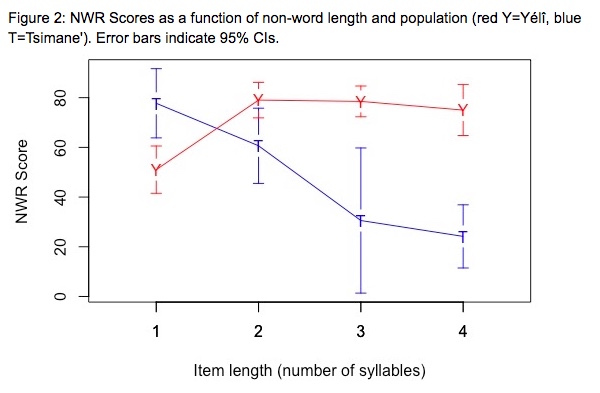 Figure 2: NWR Scores as a function of non-word length and population (red Y=Yélî, blue
T=Tsimane'). Error bars indicate 95% CIs.
NWR Score
80
60
40
20
0
Y
Y
Y
Y
T
T
T
T
1 2 3 4
Item length (number of syllables)